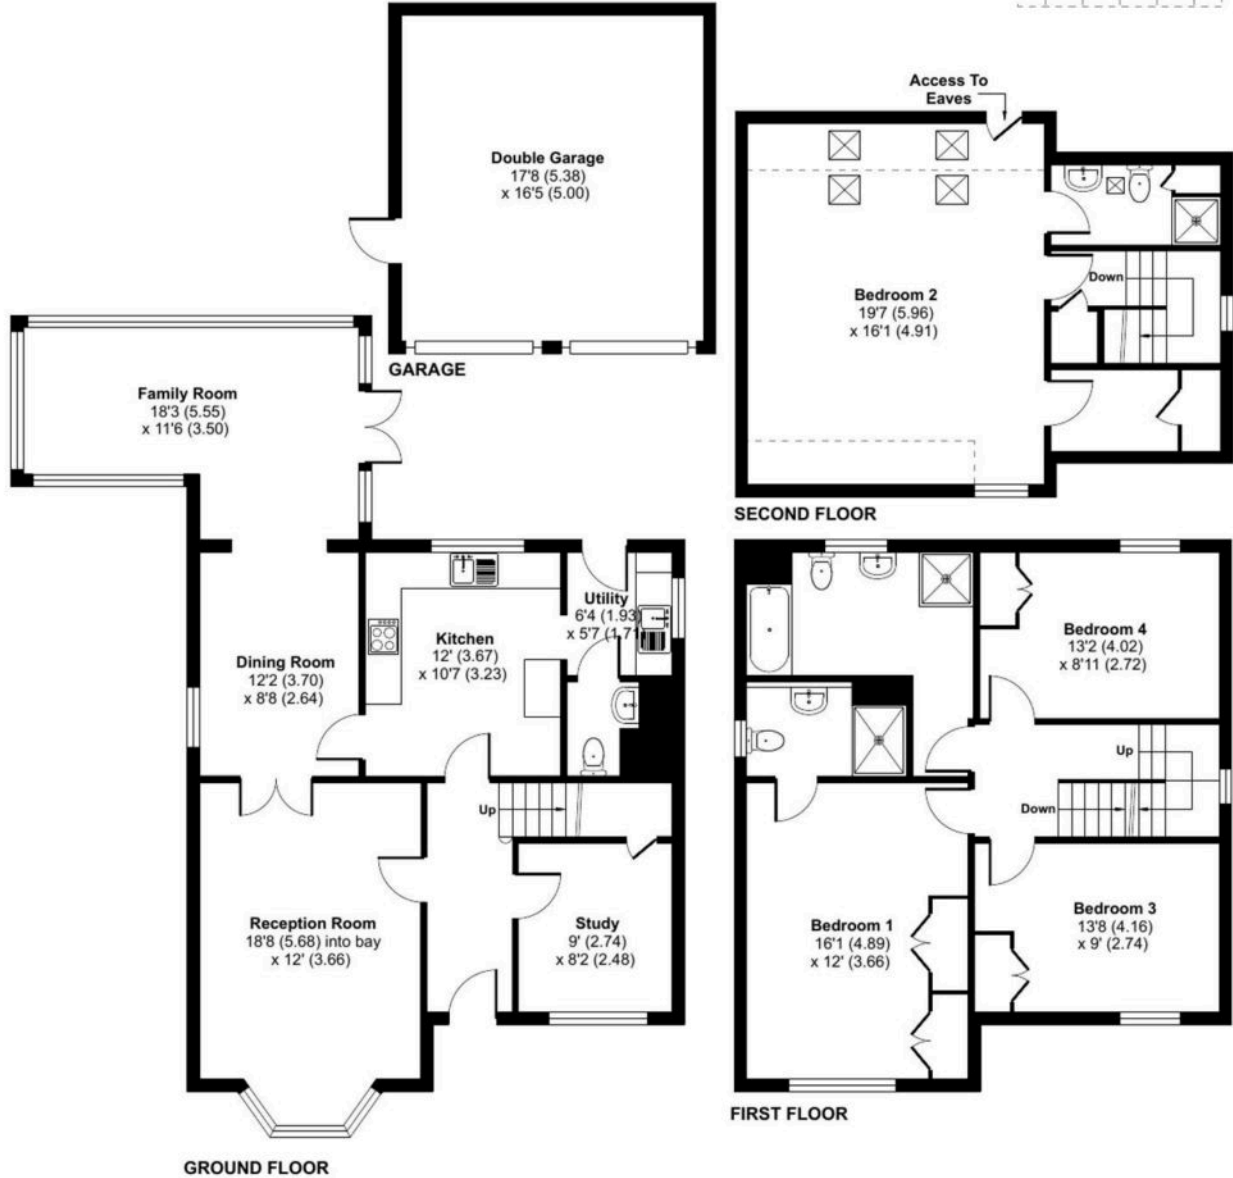 Double Garage
17'8 (5.38)
x 16'5 (5.00)
GARAGE
Access To
Eaves
Bedroom 2
19'7 (5.96)
x 16'1 (4.91)
Down
SECOND FLOOR
Family Room
18'3 (5.55)
x 11'6 (3.50)
Dining Room
12'2 (3.70)
x 8'8 (2.64)
Kitchen
12' (3.67)
x 10'7 (3.23)
Utility
6'4 (1.93)
x 5'7 (1.71)
Up
Reception Room
18'8 (5.68) into bay
x 12' (3.66)
Study
9' (2.74)
x 8'2 (2.48)
GROUND FLOOR
Bedroom 4
13'2 (4.02)
x 8'11 (2.72)
Up
Down
Bedroom 1
16'1 (4.89)
x 12' (3.66)
Bedroom 3
13'8 (4.16)
x 9' (2.74)
FIRST FLOOR